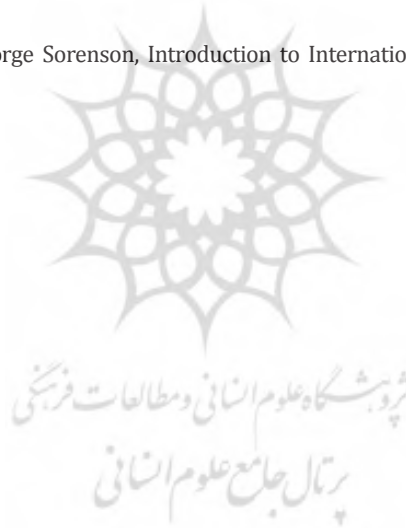 orge Sorenson, Introduction to Internatio
پژوهشگاه علوم انسانی و مطالعات فرهنگی
پرتال جامع علوم انسانی